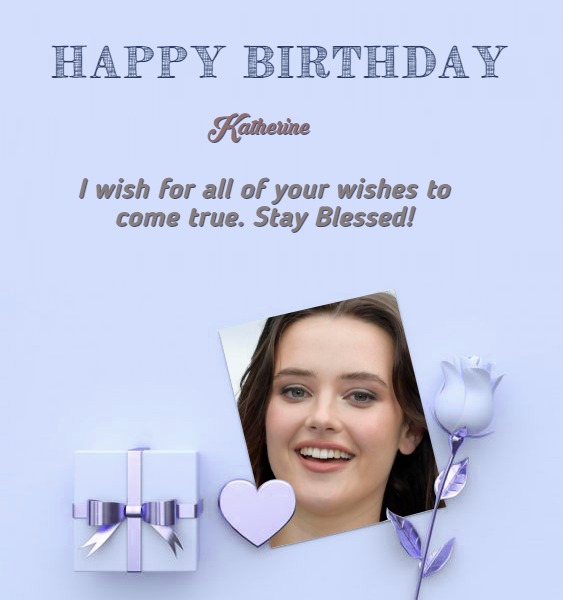 HAPPY BIRTHDAY
Katherine
I wish for all of your wishes to
come true. Stay Blessed!